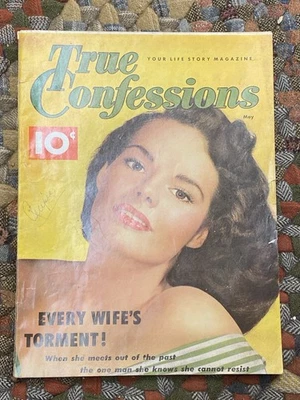 True
YOUR LIFE STORY MAGAZINE...
Confessions
May
10¢
EVERY WIFE'S
TORMENT!
When she meets out of the past
the one man she knows she cannot resist